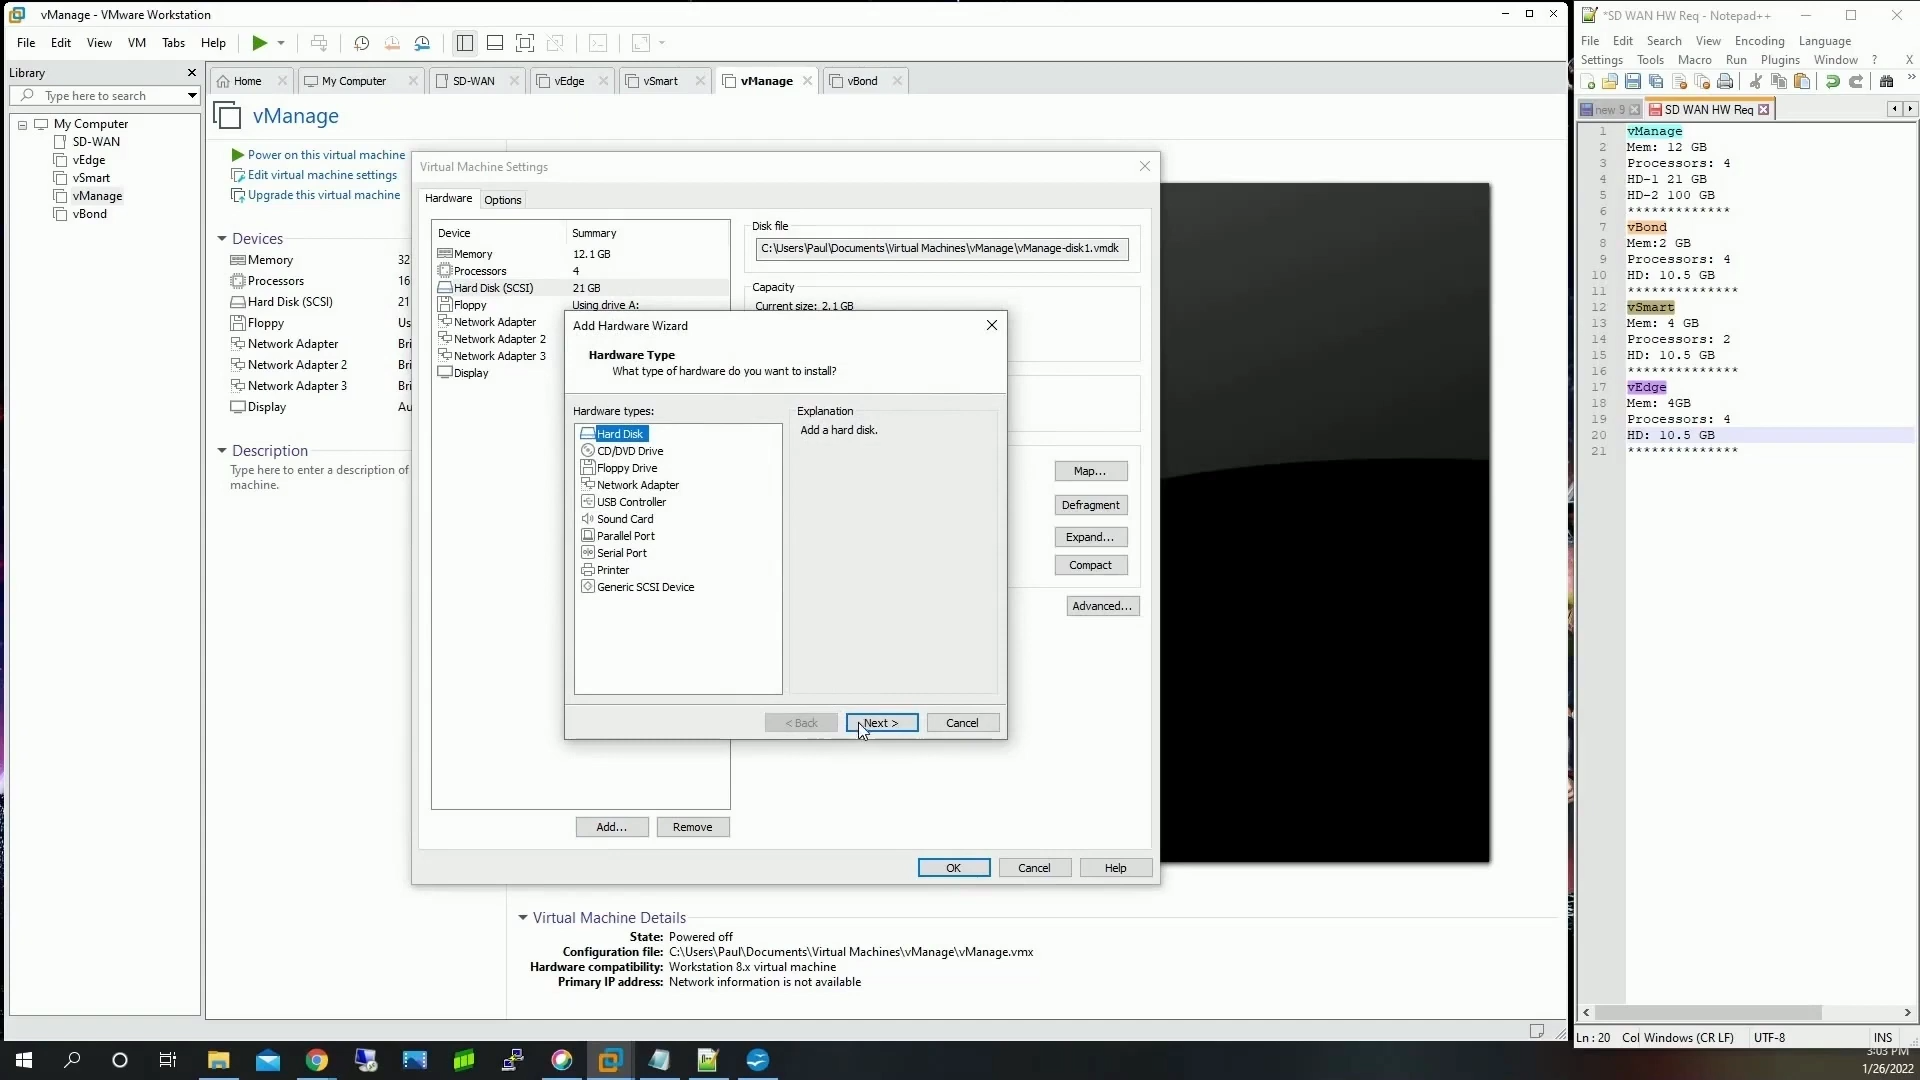 vManage - VMware Workstation
File Edit View VM Tabs Help
Library
Type here to search
My Computer
SD-WAN
vEdge
vSmart
vManage
vBond
Home
My Computer
SD-WAN
vEdge
vSmart
vManage
vBond
vManage
Power on this virtual machine
Edit virtual machine settings
Upgrade this virtual machine
Devices
Memory 32
Processors 16
Hard Disk (SCSI) 21
Floppy Us
Network Adapter Bri
Network Adapter 2 Bri
Network Adapter 3 Bri
Display Au
Description
Type here to enter a description of
machine.
Virtual Machine Settings
Hardware Options
Device Summary
Memory 12.1 GB
Processors 4
Hard Disk (SCSI) 21 GB
Floppy Using drive A:
Network Adapter
Network Adapter 2
Network Adapter 3
Display
Disk file
C:\Users\Paul\Documents\Virtual Machines\vManage\vManage-disk1.vmdk
Capacity
Current size: 2.1 GB
Map...
Defragment
Expand...
Compact
Advanced...
Add... Remove
OK Cancel Help
Add Hardware Wizard
Hardware Type
What type of hardware do you want to install?
Hardware types:
Hard Disk
CD/DVD Drive
Floppy Drive
Network Adapter
USB Controller
Sound Card
Parallel Port
Serial Port
Printer
Generic SCSI Device
Explanation
Add a hard disk.
< Back Next > Cancel
Virtual Machine Details
State: Powered off
Configuration file: C:\Users\Paul\Documents\Virtual Machines\vManage\vManage.vmx
Hardware compatibility: Workstation 8.x virtual machine
Primary IP address: Network information is not available
*SD WAN HW Req - Notepad++
File Edit Search View Encoding Language
Settings Tools Macro Run Plugins Window ? X
new 9 SD WAN HW Req
1 vManage
2 Mem: 12 GB
3 Processors: 4
4 HD-1 21 GB
5 HD-2 100 GB
6 *************
7 vBond
8 Mem:2 GB
9 Processors: 4
10 HD: 10.5 GB
11 **************
12 vSmart
13 Mem: 4 GB
14 Processors: 2
15 HD: 10.5 GB
16 **************
17 vEdge
18 Mem: 4GB
19 Processors: 4
20 HD: 10.5 GB
21 **************
Ln : 20 Col Windows (CR LF) UTF-8 INS
3:03 PM
1/26/2022